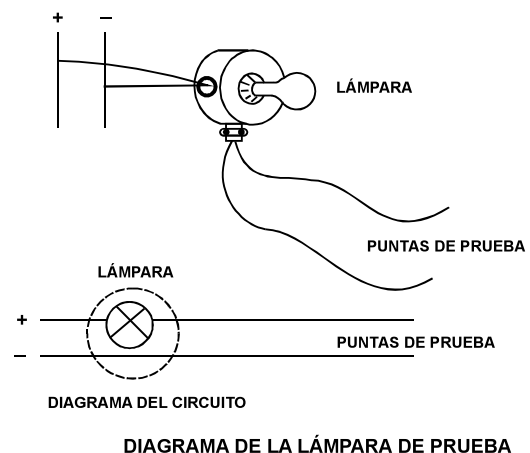 + –
LÁMPARA
PUNTAS DE PRUEBA
LÁMPARA
+
PUNTAS DE PRUEBA
–
DIAGRAMA DEL CIRCUITO
DIAGRAMA DE LA LÁMPARA DE PRUEBA